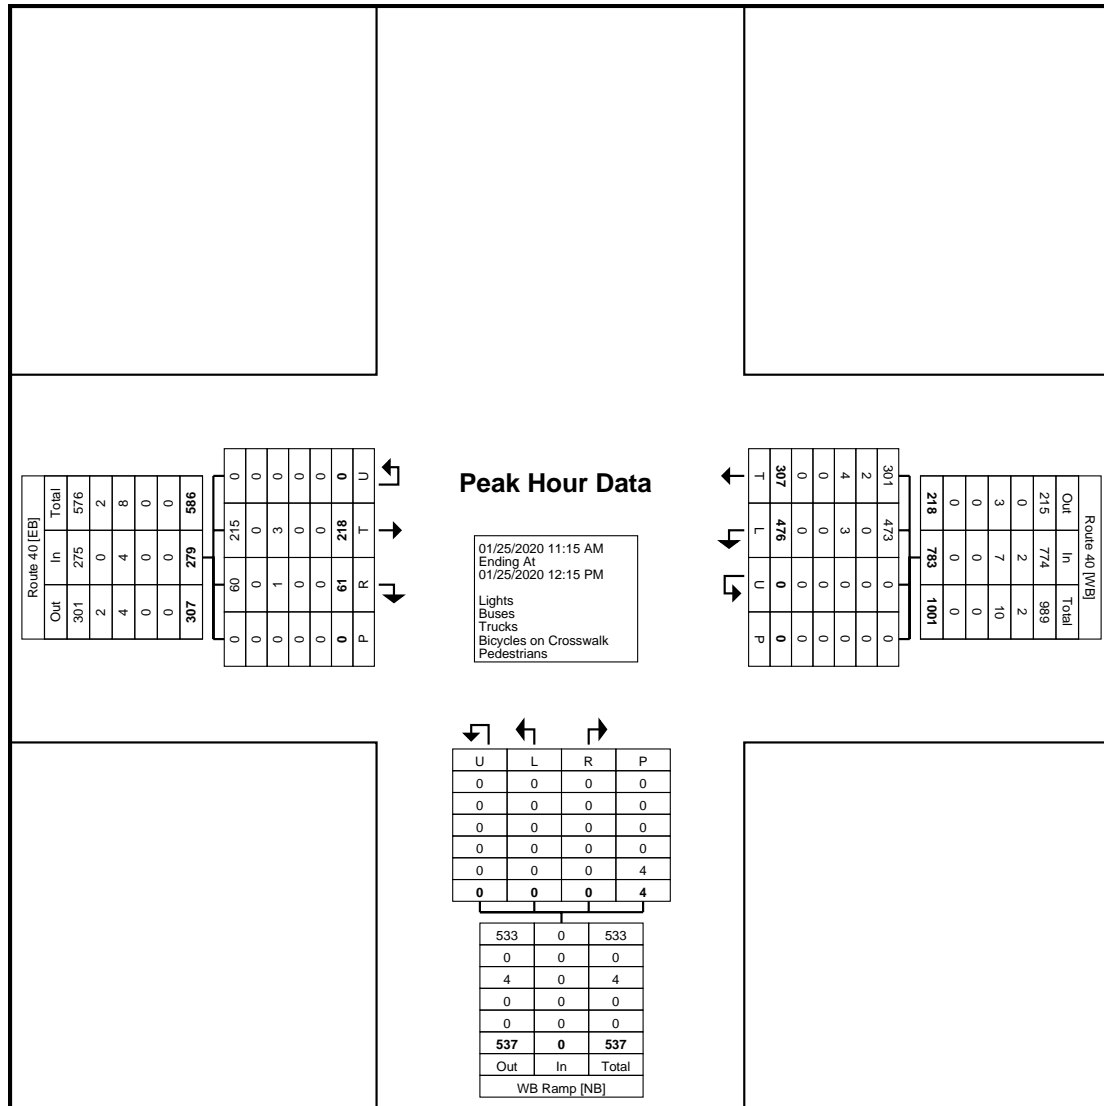 Peak Hour Data
01/25/2020 11:15 AM
Ending At
01/25/2020 12:15 PM
Lights
Buses
Trucks
Bicycles on Crosswalk
Pedestrians
Route 40 [EB]
Total In Out
576 275 301
2 0 2
8 4 4
0 0 0
0 0 0
586 279 307
0 215 60 0
0 0 0 0
0 3 1 0
0 0 0 0
0 0 0 0
0 218 61 0
U T R P
Route 40 [WB]
Out In Total
215 774 989
0 2 2
3 7 10
0 0 0
0 0 0
218 783 1001
301 473 0 0
2 0 0 0
4 3 0 0
0 0 0 0
0 0 0 0
307 476 0 0
T L U P
U L R P
0 0 0 0
0 0 0 0
0 0 0 0
0 0 0 0
0 0 0 4
0 0 0 4
533 0 533
0 0 0
4 0 4
0 0 0
0 0 0
537 0 537
Out In Total
WB Ramp [NB]